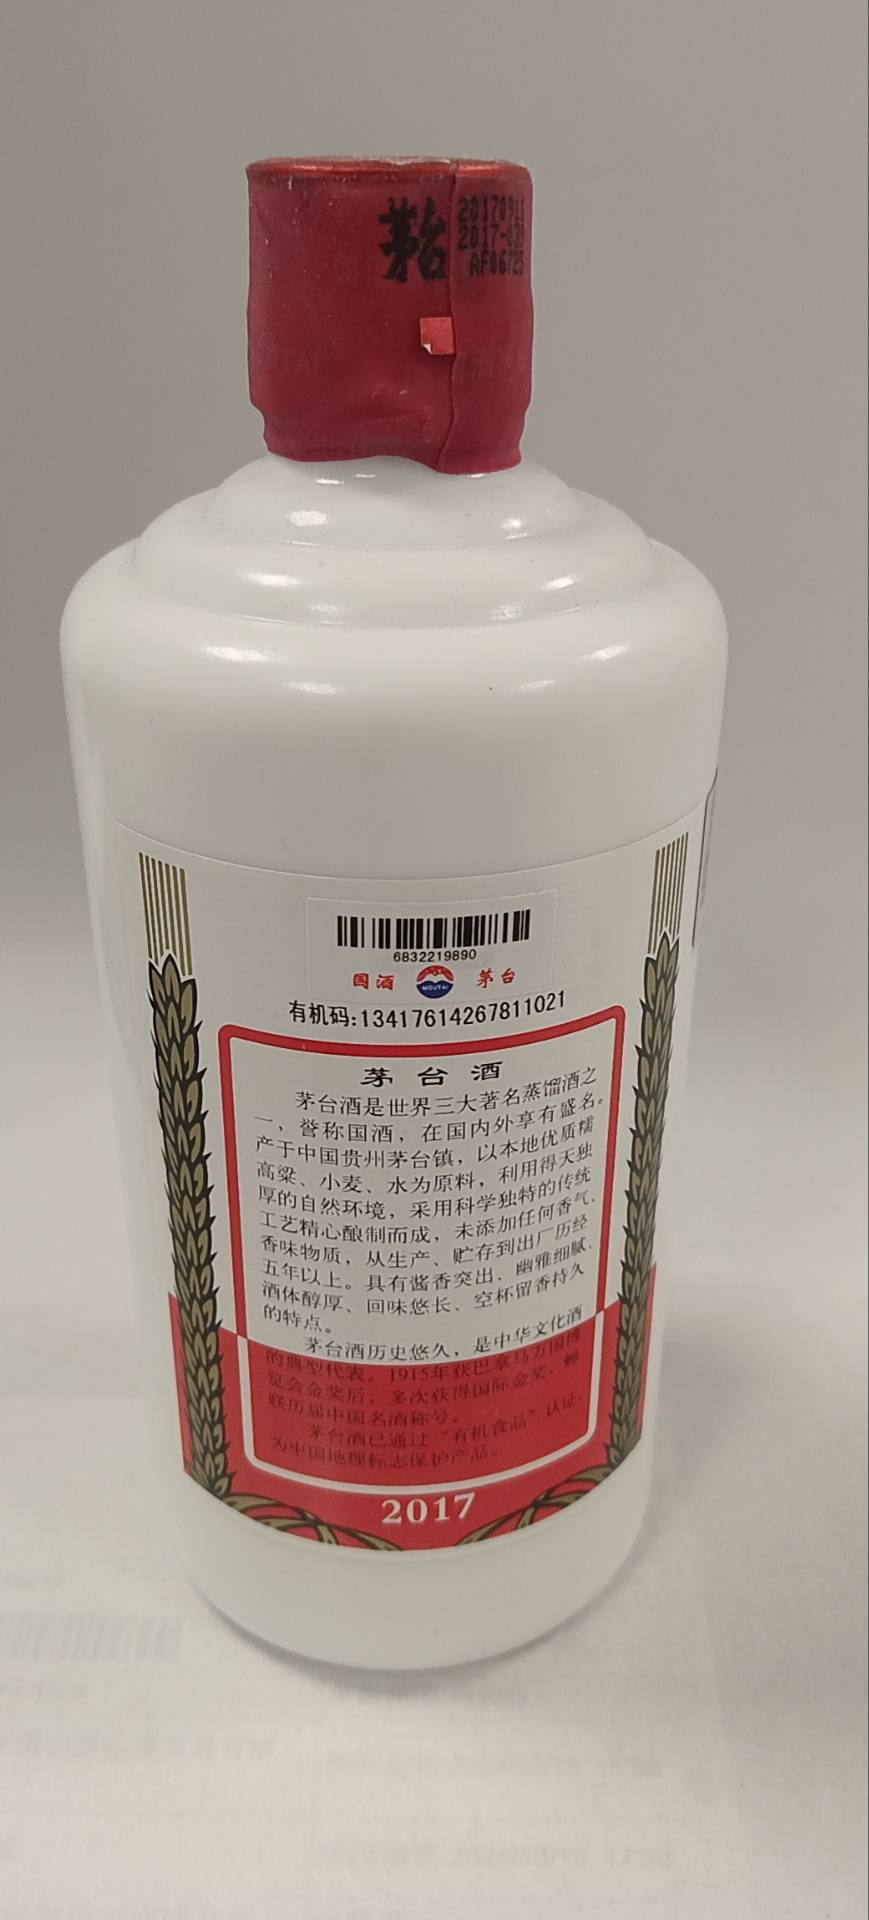 茅台
20170911
2017-030
AF06725
6832219890
国酒 MOUTAI 茅台
有机码:13417614267811021
茅台酒
茅台酒是世界三大著名蒸馏酒之
一，誉称国酒，在国内外享有盛名。
产于中国贵州茅台镇，以本地优质糯
高粱、小麦、水为原料，利用得天独
厚的自然环境，采用科学独特的传统
工艺精心酿制而成，未添加任何香气、
香味物质，从生产、贮存到出厂历经
五年以上。具有酱香突出、幽雅细腻、
酒体醇厚、回味悠长、空杯留香持久
的特点。
茅台酒历史悠久，是中华文化酒
的典型代表。1915年获巴拿马万国博
览会金奖后，多次获得国际金奖，蝉
联历届中国名酒称号。
茅台酒已通过“有机食品”认证，
为中国地理标志保护产品。
2017